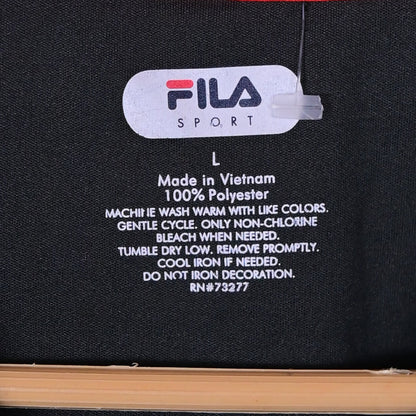 FILA
SPORT
L
Made in Vietnam
100% Polyester
MACHINE WASH WARM WITH LIKE COLORS.
GENTLE CYCLE. ONLY NON-CHLORINE
BLEACH WHEN NEEDED.
TUMBLE DRY LOW. REMOVE PROMPTLY.
COOL IRON IF NEEDED.
DO NOT IRON DECORATION.
RN#73277